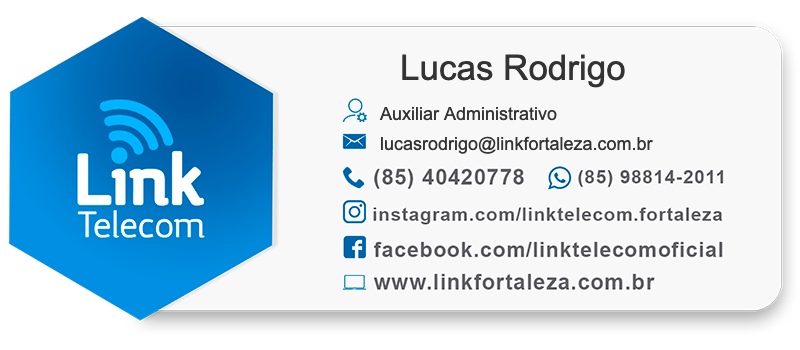 Link
Telecom
Lucas Rodrigo
Auxiliar Administrativo
lucasrodrigo@linkfortaleza.com.br
(85) 40420778 (85) 98814-2011
instagram.com/linktelecom.fortaleza
facebook.com/linktelecomoficial
www.linkfortaleza.com.br